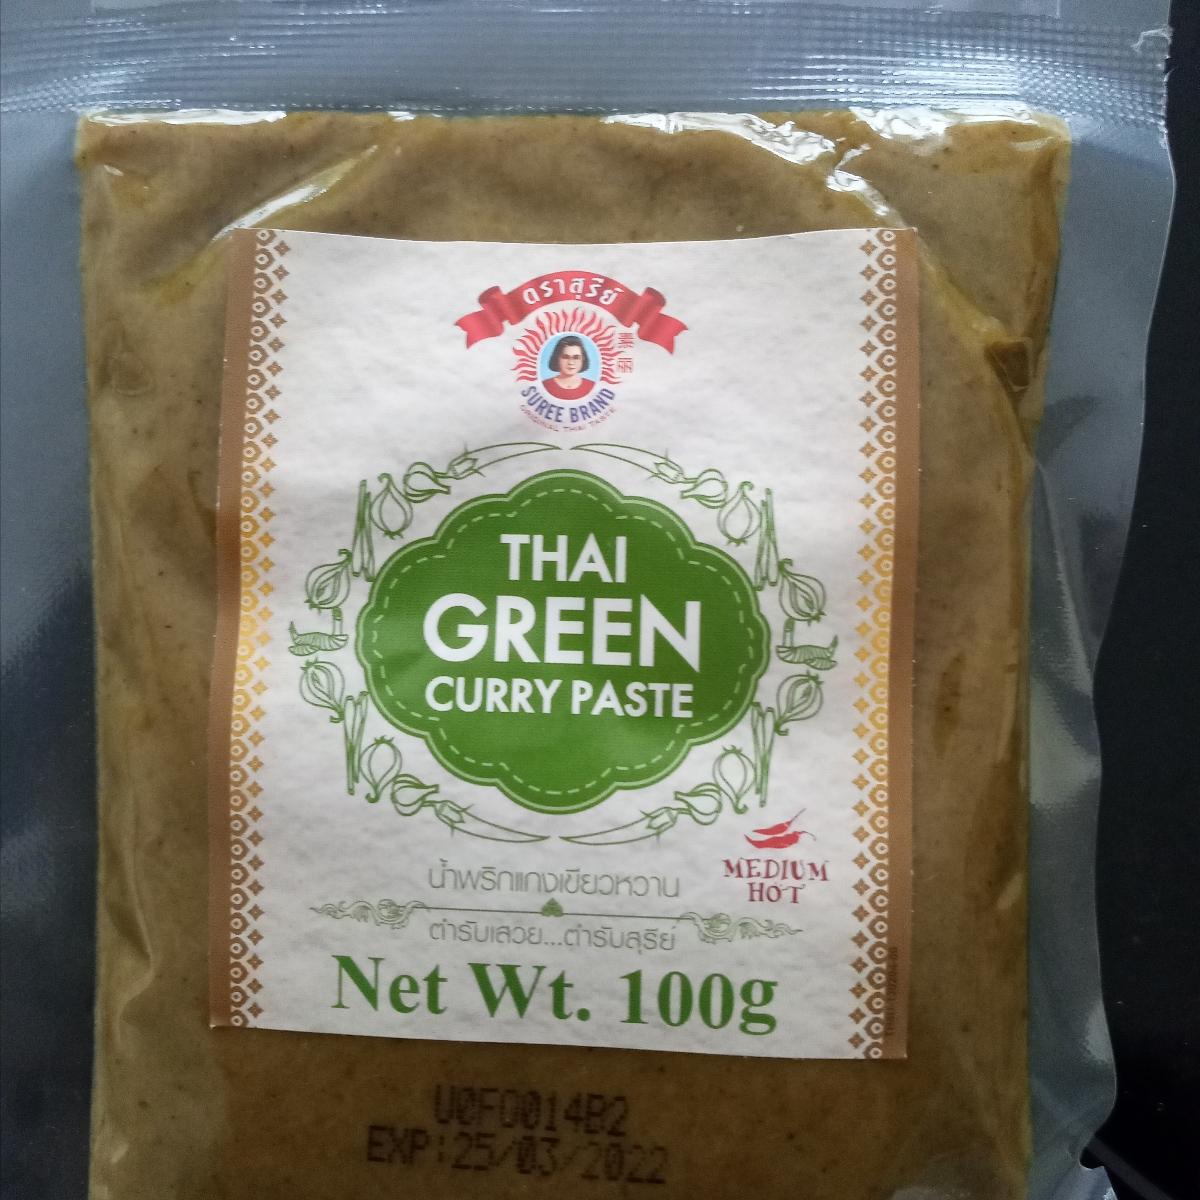 ตราสุรีย์
素
丽
SUREE BRAND
ORIGINAL THAI TASTE
THAI
GREEN
CURRY PASTE
MEDIUM
HOT
น้ำพริกแกงเขียวหวาน
ตำรับเสวย...ตำรับสุรีย์
Net Wt. 100g
EXP:25/03/2022